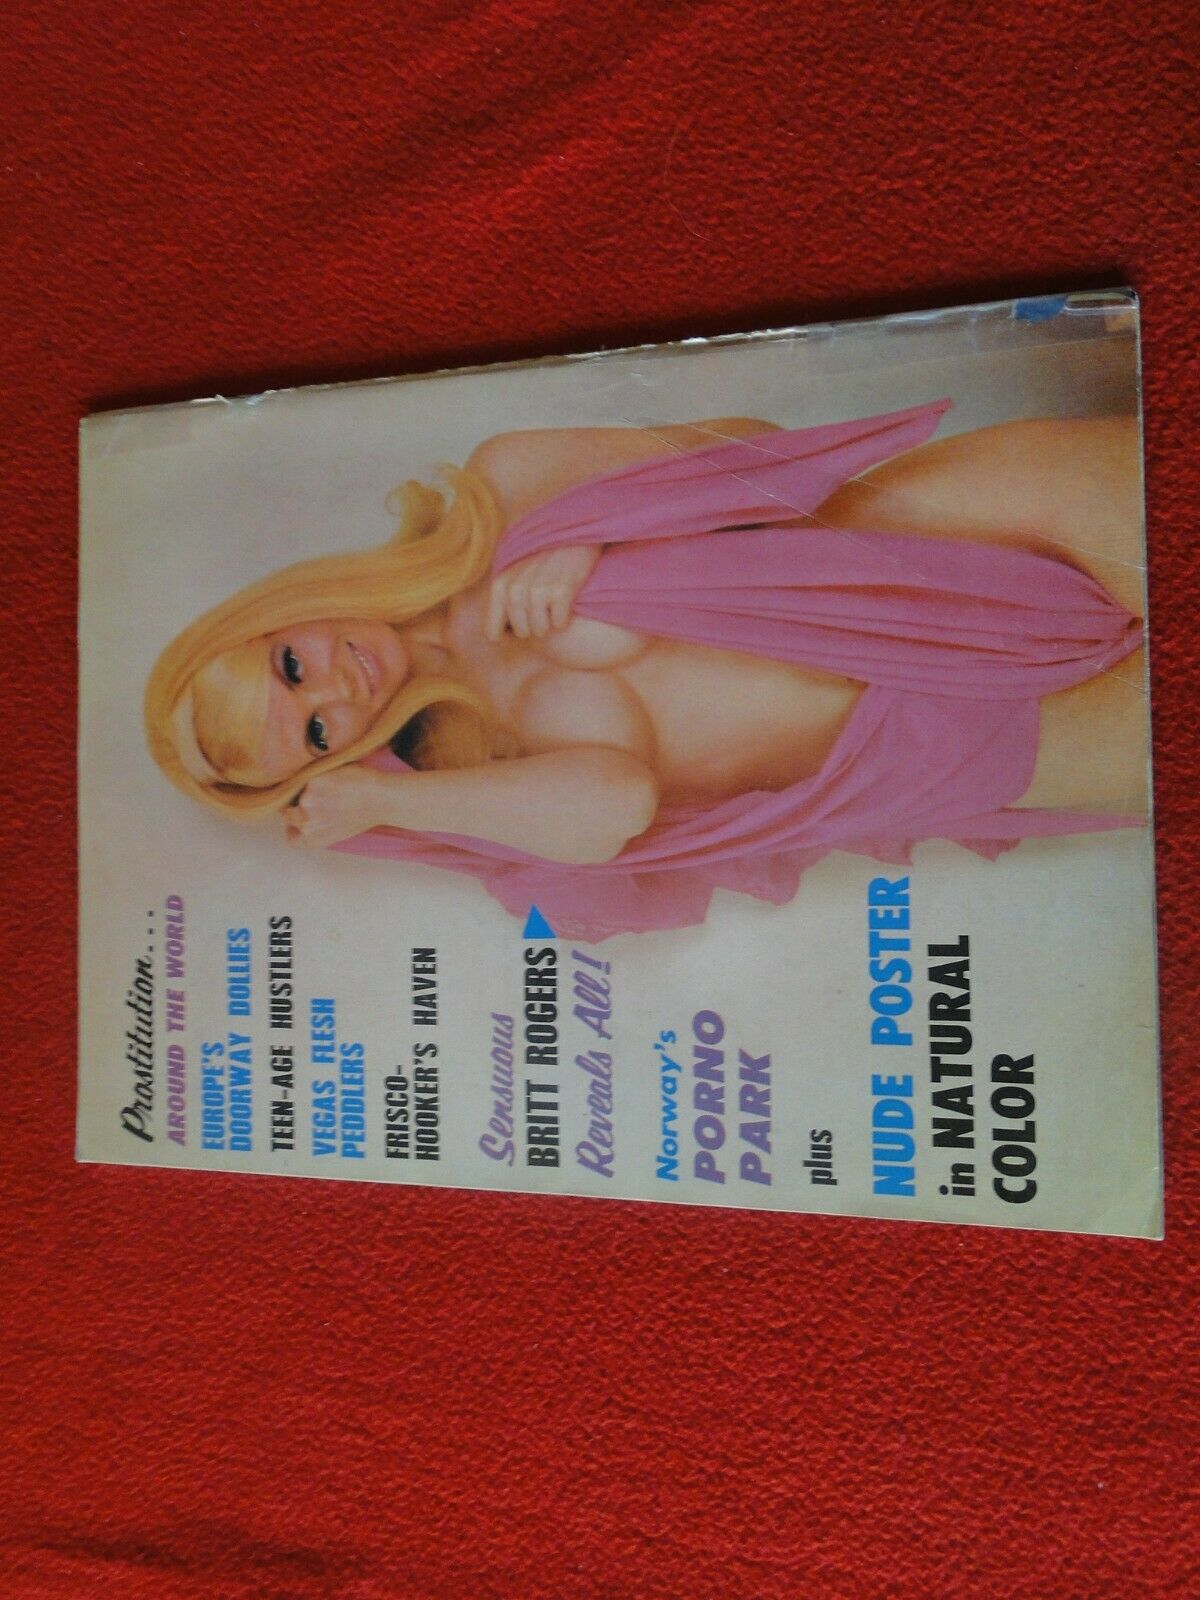 Prostitution...
AROUND THE WORLD
EUROPE'S
DOORWAY DOLLIES
TEEN-AGE HUSTLERS
VEGAS FLESH
PEDDLERS
FRISCO-
HOOKER'S HAVEN
Sensuous
BRITT ROGERS
Reveals All!
Norway's
PORNO
PARK
plus
NUDE POSTER
in NATURAL
COLOR